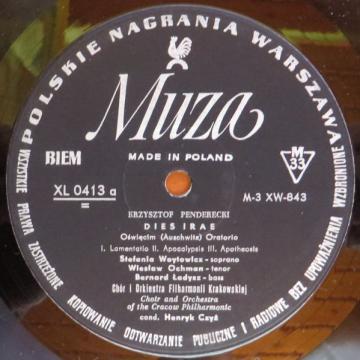 POLSKIE NAGRANIA WARSZAWA
Muza
BIEM
MADE IN POLAND
M
33
XL 0413 a
M-3 XW-843
KRZYSZTOF PENDERECKI
DIES IRAE
Oświęcim (Auschwitz) Oratorio
I. Lamentatio II. Apocalypsis III. Apotheosis
Stefania Woytowicz - soprano
Wiesław Ochman - tenor
Bernard Ładysz - bass
Chór i Orkiestra Filharmonii Krakowskiej
Choir and Orchestra
of the Cracow Philharmonic
cond. Henryk Czyż
WSZYSTKIE PRAWA ZASTRZEŻONE KOPIOWANIE ODTWARZANIE PUBLICZNE I RADIOWE BEZ UPOWAŻNIENIA WZBRONIONE